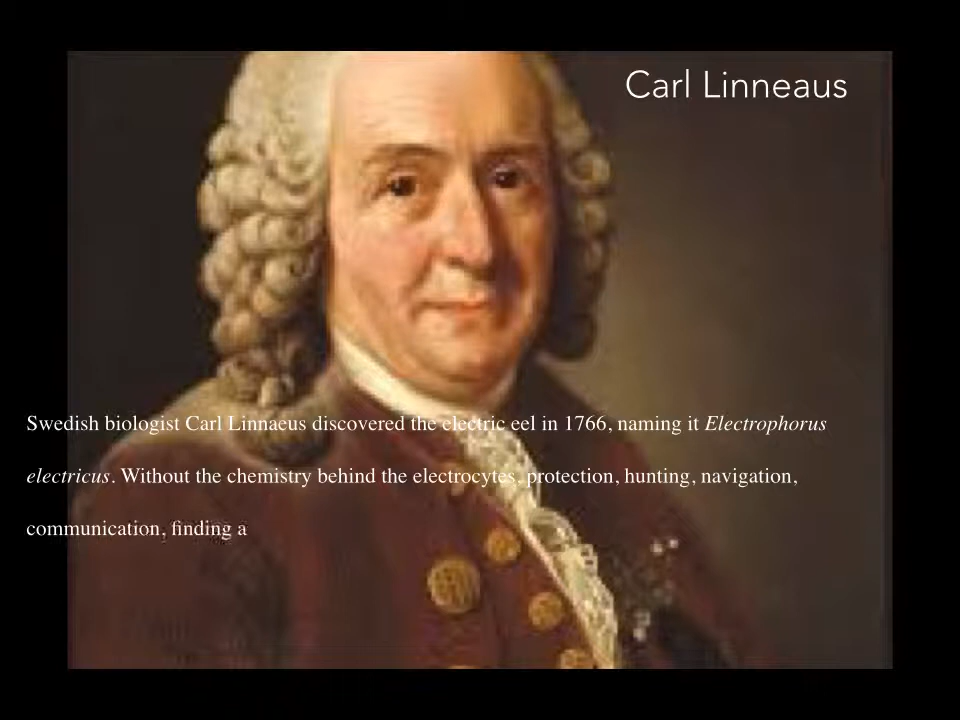 Carl Linneaus
Swedish biologist Carl Linnaeus discovered the electric eel in 1766, naming it Electrophorus
electricus. Without the chemistry behind the electrocytes, protection, hunting, navigation,
communication, finding a